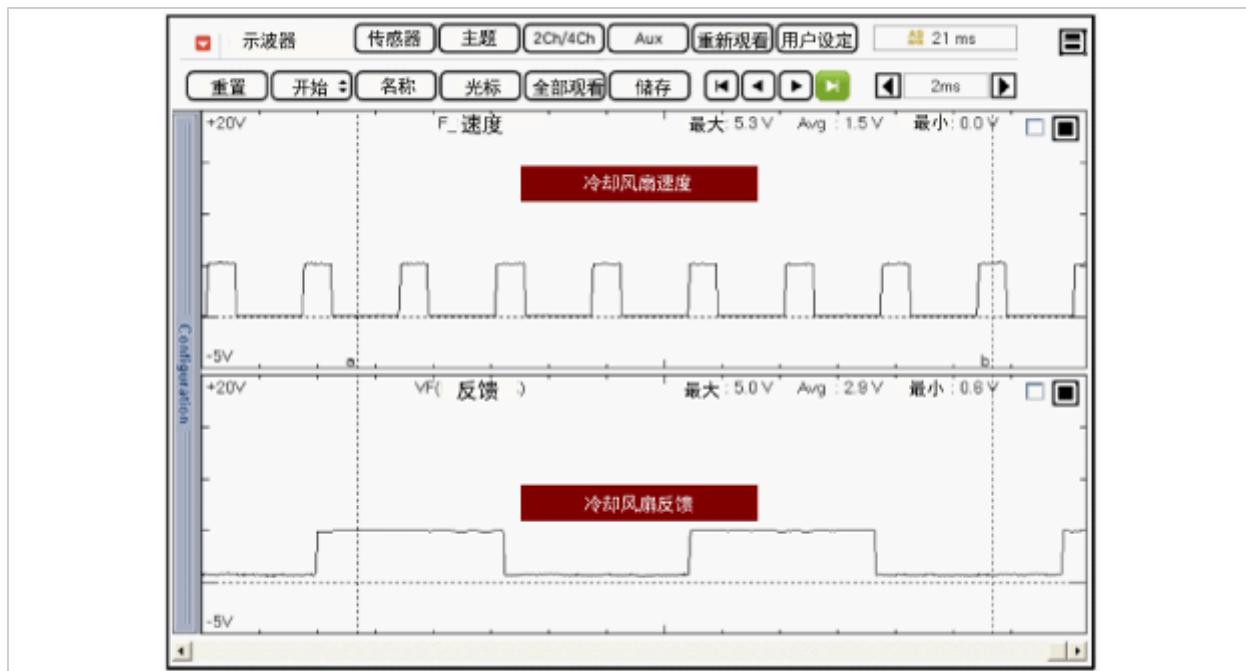 示波器 传感器 主题 2Ch/4Ch Aux 重新观看 用户设定 AB 21 ms
重置 开始 名称 光标 全部观看 储存 2ms
+20V F_速度 最大: 5.3 V Avg : 1.5 V 最小: 0.0 V
冷却风扇速度
-5V a b
Configuration
+20V VF( 反馈 ) 最大: 5.0 V Avg : 2.9 V 最小: 0.6 V
冷却风扇反馈
-5V